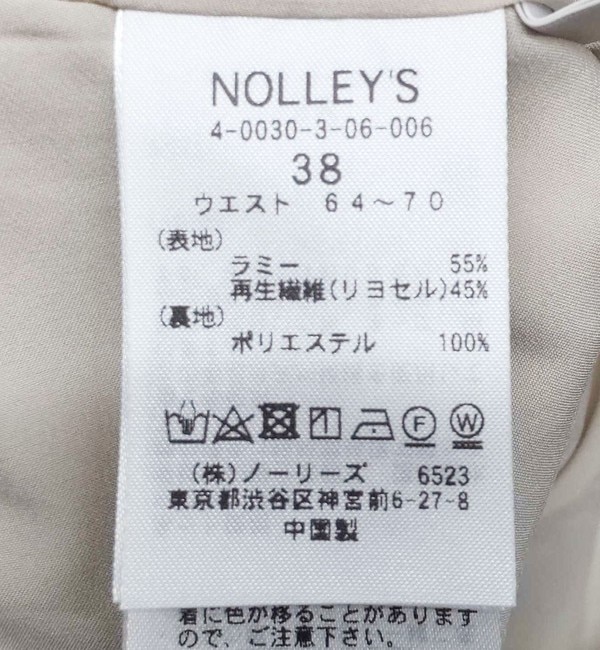 NOLLEY'S
4-0030-3-06-006
38
ウエスト 64～70
(表地)
ラミー 55%
再生繊維(リヨセル)45%
(裏地)
ポリエステル 100%
F W
(株)ノーリーズ 6523
東京都渋谷区神宮前6-27-8
中国製
着に色が移ることがあります
ので、ご注意下さい。